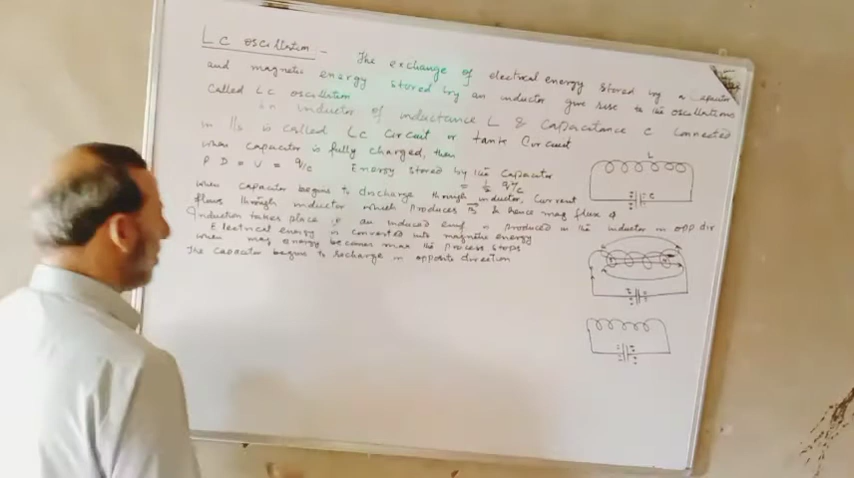 LC oscillation :- The exchange of electrical energy stored by a Capacitor
and magnetic energy stored by an inductor give rise to the oscillations
Called LC oscillation
An inductor of inductance L & Capacitance C connected
in 11s is called LC Circuit or tank Circuit
when capacitor is fully charged, then
P D = V = q/c Energy stored by the Capacitor
= ½ q²/c
when capacitor begins to discharge through inductor, Current
flows through inductor which produces B & hence mag flux φ
Induction takes place & an induced emf is produced in the inductor in opp dir
Electrical energy is converted into magnetic energy
when mag energy becomes max the process stops
The Capacitor begins to recharge in opposite direction
L
C